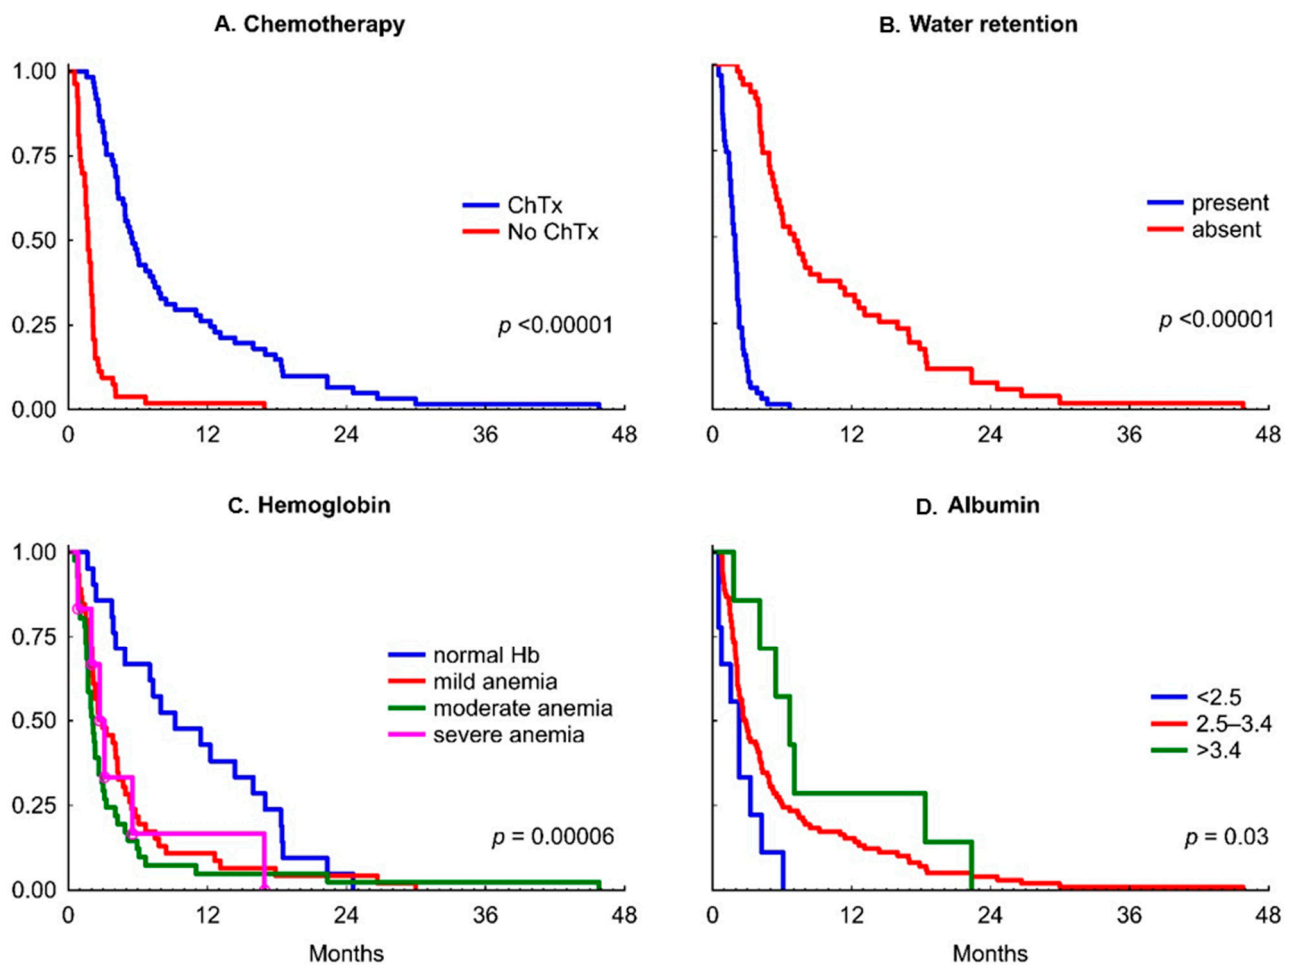 A. Chemotherapy
1.00
0.75
0.50
0.25
0.00
ChTx
No ChTx
p <0.00001
0 12 24 36 48
B. Water retention
present
absent
p <0.00001
0 12 24 36 48
C. Hemoglobin
1.00
0.75
0.50
0.25
0.00
normal Hb
mild anemia
moderate anemia
severe anemia
p = 0.00006
0 12 24 36 48
Months
D. Albumin
<2.5
2.5–3.4
>3.4
p = 0.03
0 12 24 36 48
Months